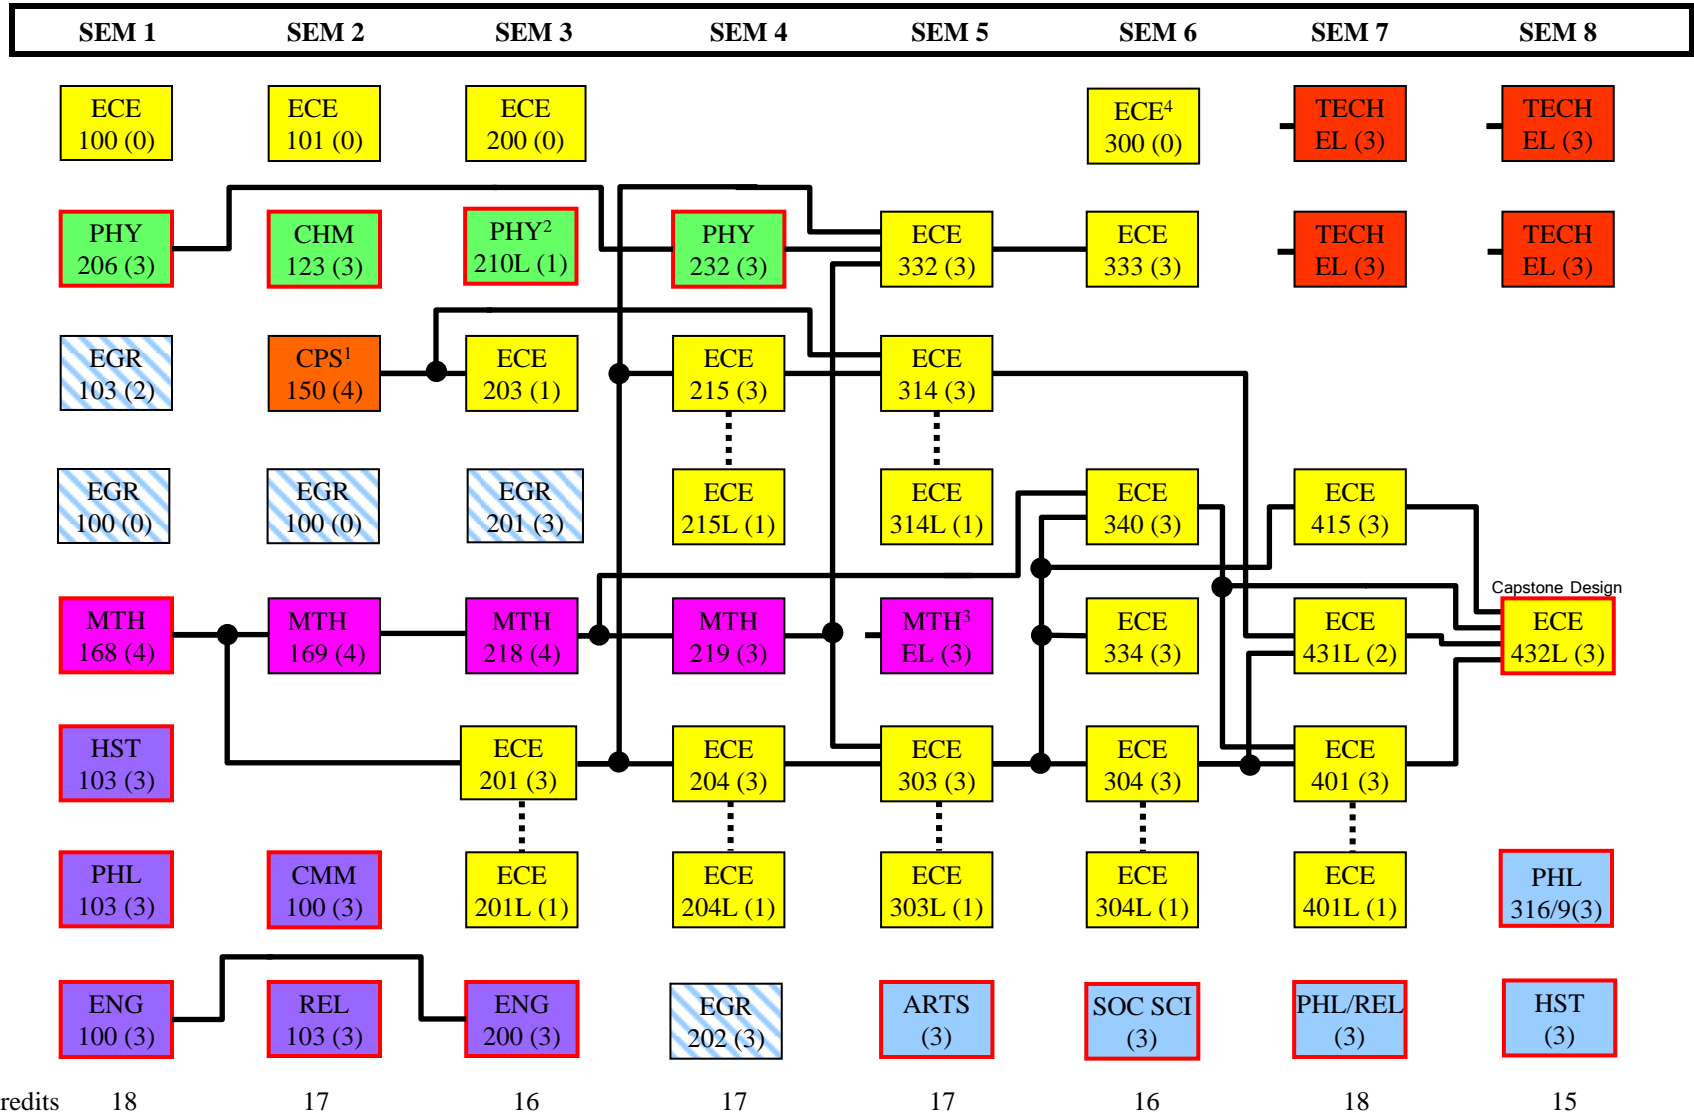 SEM 1 SEM 2 SEM 3 SEM 4 SEM 5 SEM 6 SEM 7 SEM 8
ECE
100 (0)
ECE
101 (0)
ECE
200 (0)
ECE⁴
300 (0)
TECH
EL (3)
TECH
EL (3)
PHY
206 (3)
CHM
123 (3)
PHY²
210L (1)
PHY
232 (3)
ECE
332 (3)
ECE
333 (3)
TECH
EL (3)
TECH
EL (3)
EGR
103 (2)
CPS¹
150 (4)
ECE
203 (1)
ECE
215 (3)
ECE
314 (3)
EGR
100 (0)
EGR
100 (0)
EGR
201 (3)
ECE
215L (1)
ECE
314L (1)
ECE
340 (3)
ECE
415 (3)
MTH
168 (4)
MTH
169 (4)
MTH
218 (4)
MTH
219 (3)
MTH³
EL (3)
ECE
334 (3)
ECE
431L (2)
Capstone Design
ECE
432L (3)
HST
103 (3)
ECE
201 (3)
ECE
204 (3)
ECE
303 (3)
ECE
304 (3)
ECE
401 (3)
PHL
103 (3)
CMM
100 (3)
ECE
201L (1)
ECE
204L (1)
ECE
303L (1)
ECE
304L (1)
ECE
401L (1)
PHL
316/9(3)
ENG
100 (3)
REL
103 (3)
ENG
200 (3)
EGR
202 (3)
ARTS
(3)
SOC SCI
(3)
PHL/REL
(3)
HST
(3)
redits 18 17 16 17 17 16 18 15